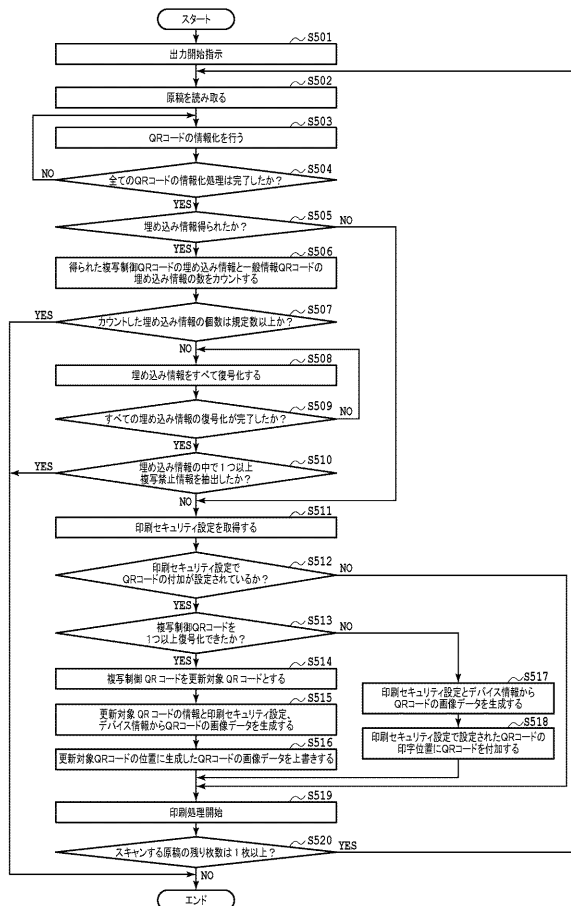 スタート
S501
出力開始指示
S502
原稿を読み取る
S503
QRコードの情報化を行う
S504
NO
全てのQRコードの情報化処理は完了したか?
YES
S505
埋め込み情報得られたか?
NO
YES
S506
得られた複写制御QRコードの埋め込み情報と一般情報QRコードの
埋め込み情報の数をカウントする
S507
YES
カウントした埋め込み情報の個数は規定数以上か?
NO
S508
埋め込み情報をすべて復号化する
S509
すべての埋め込み情報の復号化が完了したか?
NO
YES
S510
YES
埋め込み情報の中で1つ以上
複写禁止情報を抽出したか?
NO
S511
印刷セキュリティ設定を取得する
S512
印刷セキュリティ設定で
QRコードの付加が設定されているか?
NO
YES
S513
複写制御QRコードを
1つ以上復号化できたか?
NO
YES
S514
複写制御QRコードを更新対象QRコードとする
S515
更新対象QRコードの情報と印刷セキュリティ設定、
デバイス情報からQRコードの画像データを生成する
S516
更新対象QRコードの位置に生成したQRコードの画像データを上書きする
S517
印刷セキュリティ設定とデバイス情報から
QRコードの画像データを生成する
S518
印刷セキュリティ設定で設定されたQRコードの
印字位置にQRコードを付加する
S519
印刷処理開始
S520
スキャンする原稿の残り枚数は1枚以上?
YES
NO
エンド